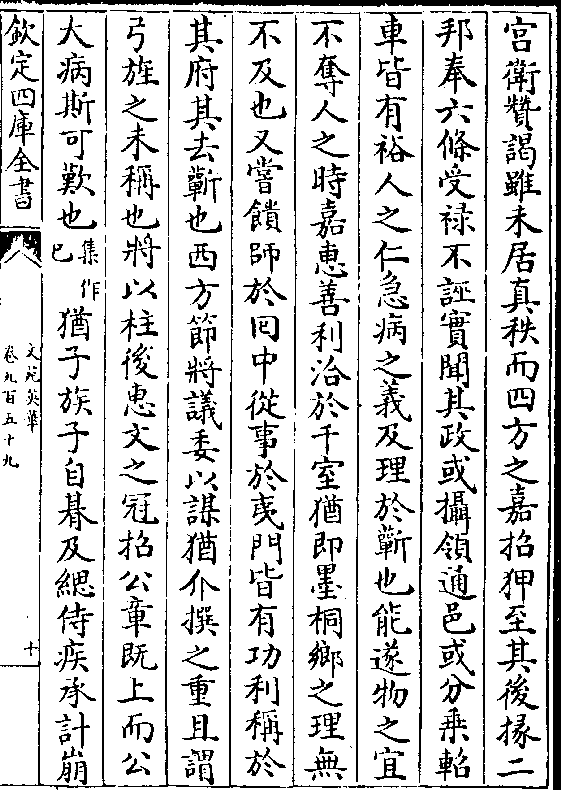 宫衛贊謁雖未居真秩而四方之嘉招狎至其後掾二
邦奉六條受禄不誣實聞其政或攝領通邑或分乗軺
車皆有裕人之仁急病之義及理於蘄也能遂物之宜
不奪人之時嘉惠善利洽於千室猶即墨桐鄉之理無
不及也又嘗饋師於囘中從事於夷門皆有功利稱於
其府其去蘄也西方節將議委以謀猶介撰之重且謂
弓旌之未稱也將以柱後惠文之冠招公章既上而公
大病斯可歎也集作已猶子族子自朞及緦侍疾承訃崩
欽定四庫全書
文苑英華
卷九百五十九
十